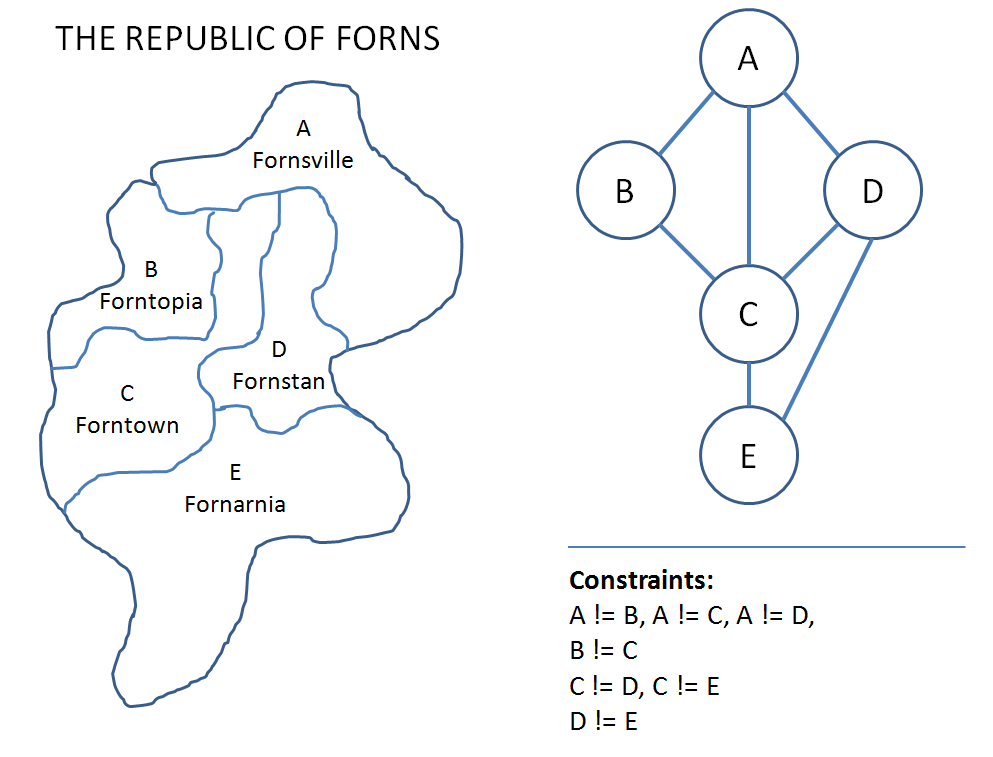 THE REPUBLIC OF FORNS
A
Fornsville
B
Forntopia
C
Forntown
D
Fornstan
E
Fornarnia
A
B
D
C
E
Constraints:
A != B, A != C, A != D,
B != C
C != D, C != E
D != E